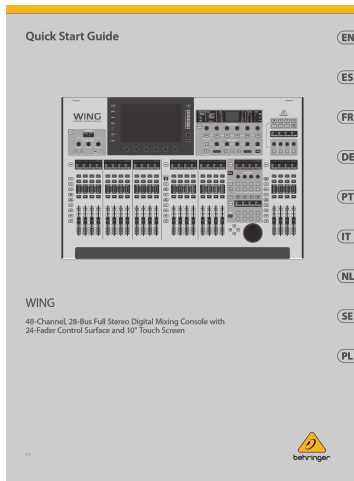 Quick Start Guide
EN
ES
FR
DE
PT
IT
NL
SE
PL
WING
WING
48-Channel, 28-Bus Full Stereo Digital Mixing Console with
24-Fader Control Surface and 10" Touch Screen
behringer